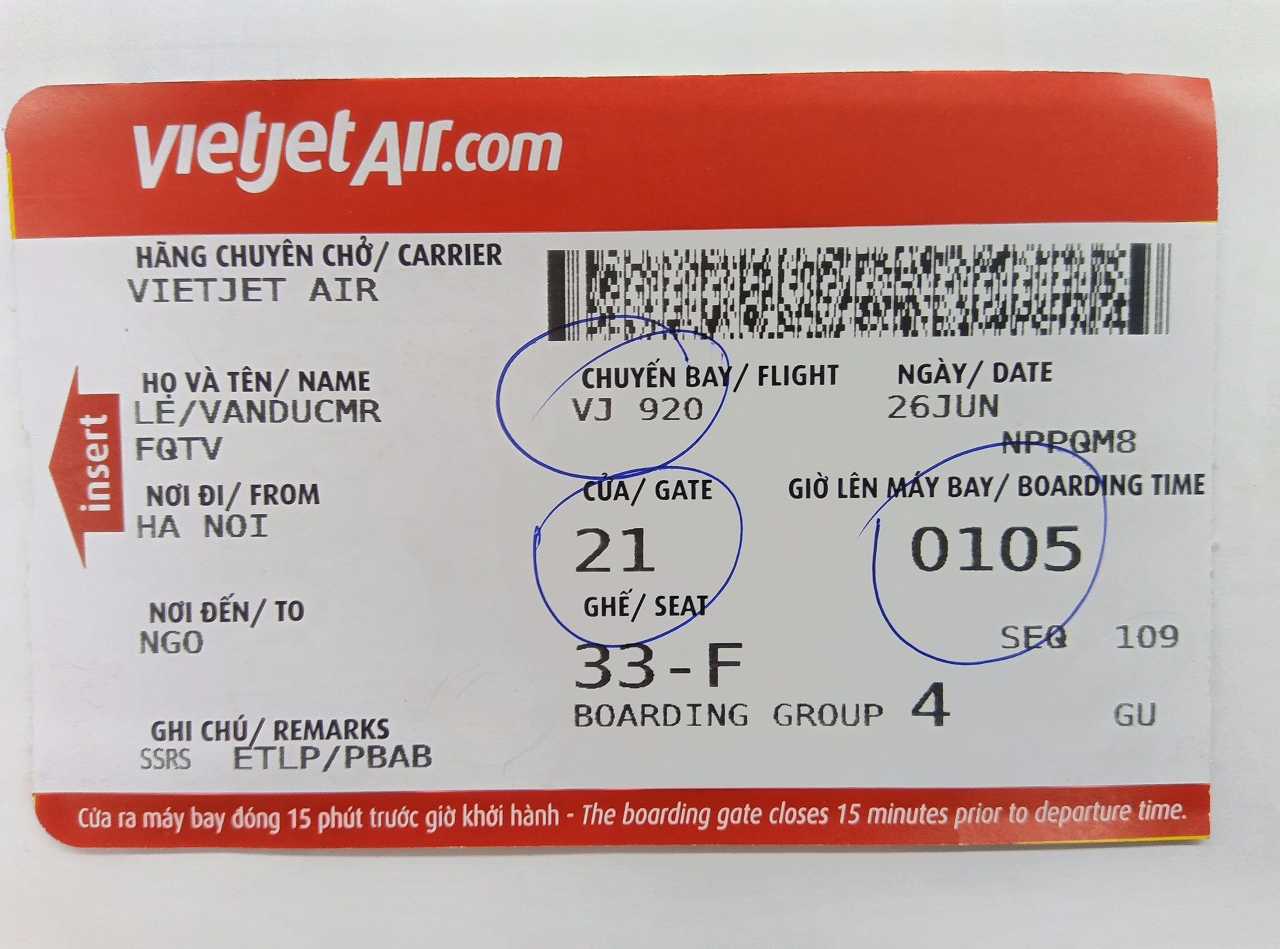 vietjetAir.com
HÃNG CHUYÊN CHỞ/ CARRIER
VIETJET AIR
HỌ VÀ TÊN/ NAME
LE/VANDUCMR
FQTV
CHUYẾN BAY/ FLIGHT
VJ 920
NGÀY/ DATE
26JUN
NPPQM8
insert
NƠI ĐI/ FROM
HA NOI
CỬA/ GATE
21
GIỜ LÊN MÁY BAY/ BOARDING TIME
0105
NƠI ĐẾN/ TO
NGO
GHẾ/ SEAT
33-F
SEQ 109
BOARDING GROUP 4
GU
GHI CHÚ/ REMARKS
SSRS ETLP/PBAB
Cửa ra máy bay đóng 15 phút trước giờ khởi hành - The boarding gate closes 15 minutes prior to departure time.